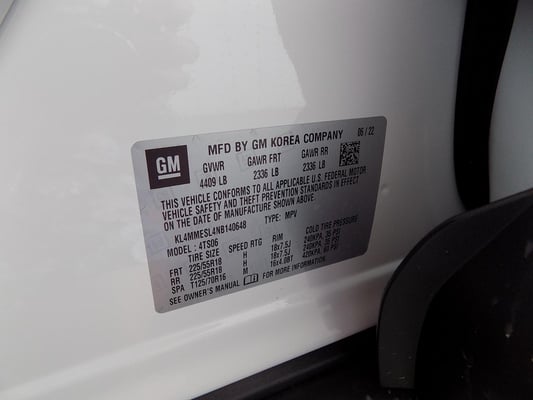 GM
MFD BY GM KOREA COMPANY 06 / 22
GVWR GAWR FRT GAWR RR
4409 LB 2336 LB 2336 LB
THIS VEHICLE CONFORMS TO ALL APPLICABLE U.S. FEDERAL MOTOR
VEHICLE SAFETY AND THEFT PREVENTION STANDARDS IN EFFECT
ON THE DATE OF MANUFACTURE SHOWN ABOVE.
KL4MMESL4NB140648 TYPE: MPV
MODEL: 4TS06
TIRE SIZE SPEED RTG RIM COLD TIRE PRESSURE
FRT 225/55R18 H 18x7.5J 240KPA, 35 PSI
RR 225/55R18 H 18x7.5J 240KPA, 35 PSI
SPA T125/70R16 M 16x4.0BT 420KPA, 60 PSI
SEE OWNER'S MANUAL